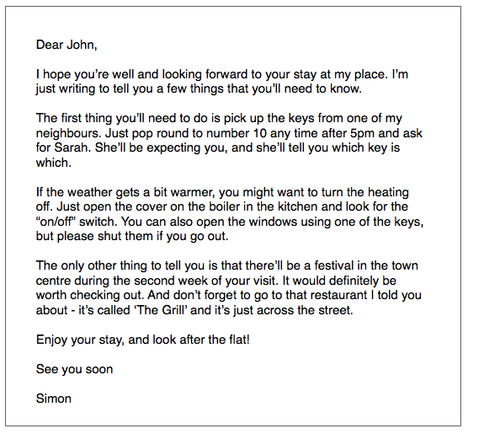 Dear John,
I hope you're well and looking forward to your stay at my place. I'm
just writing to tell you a few things that you'll need to know.
The first thing you'll need to do is pick up the keys from one of my
neighbours. Just pop round to number 10 any time after 5pm and ask
for Sarah. She'll be expecting you, and she'll tell you which key is
which.
If the weather gets a bit warmer, you might want to turn the heating
off. Just open the cover on the boiler in the kitchen and look for the
“on/off” switch. You can also open the windows using one of the keys,
but please shut them if you go out.
The only other thing to tell you is that there'll be a festival in the town
centre during the second week of your visit. It would definitely be
worth checking out. And don't forget to go to that restaurant I told you
about - it's called ‘The Grill’ and it's just across the street.
Enjoy your stay, and look after the flat!
See you soon
Simon